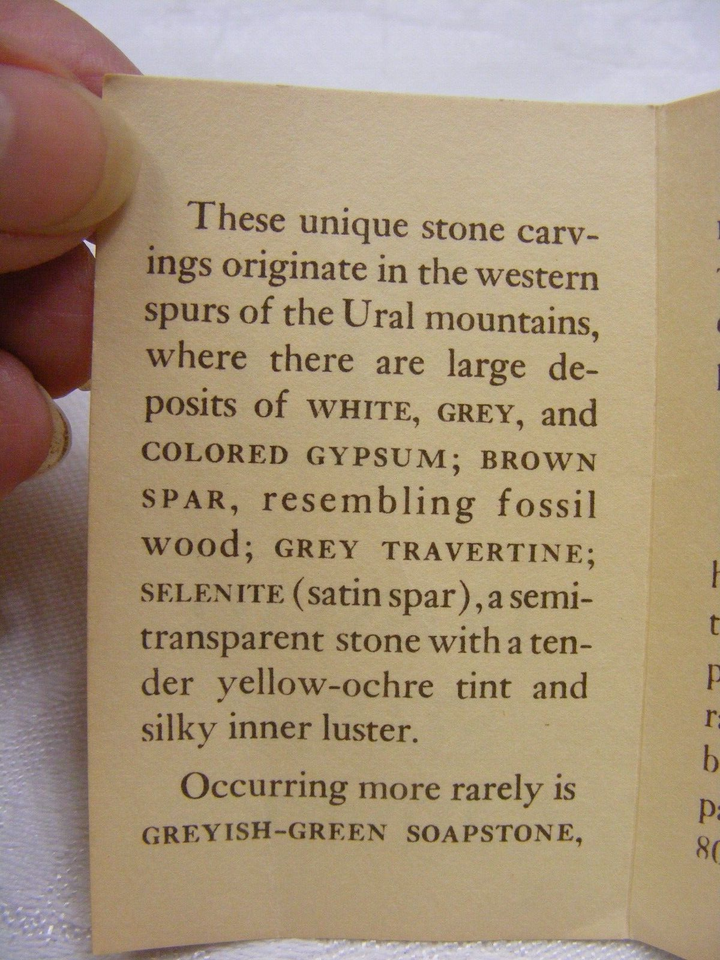 These unique stone carv-
ings originate in the western
spurs of the Ural mountains,
where there are large de-
posits of WHITE, GREY, and
COLORED GYPSUM; BROWN
SPAR, resembling fossil
wood; GREY TRAVERTINE;
SELENITE (satin spar), a semi-
transparent stone with a ten-
der yellow-ochre tint and
silky inner luster.
Occurring more rarely is
GREYISH-GREEN SOAPSTONE,